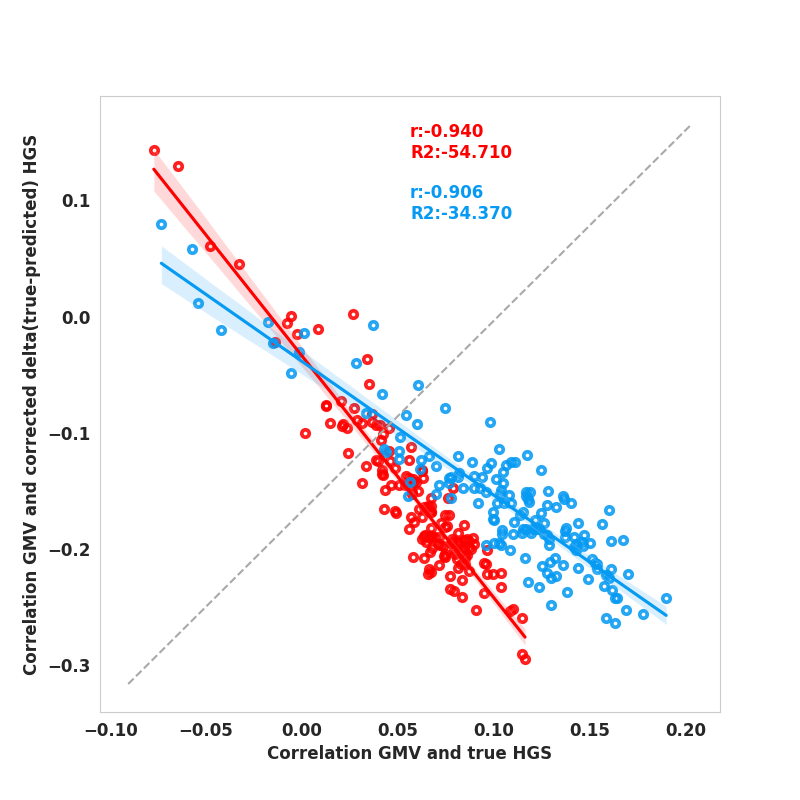 r:-0.940
R2:-54.710
r:-0.906
R2:-34.370
Correlation GMV and corrected delta(true-predicted) HGS
0.1
0.0
−0.1
−0.2
−0.3
−0.10 −0.05 0.00 0.05 0.10 0.15 0.20
Correlation GMV and true HGS